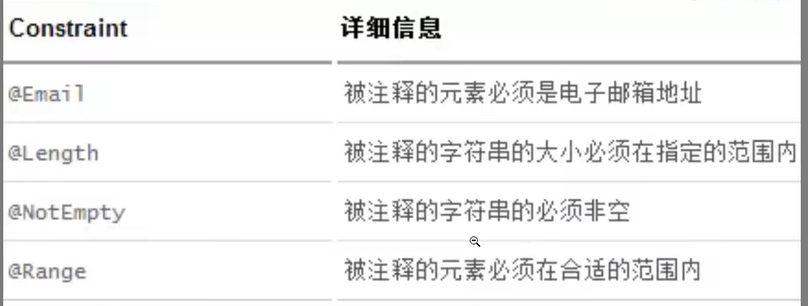 Constraint 详细信息
@Email 被注释的元素必须是电子邮箱地址
@Length 被注释的字符串的大小必须在指定的范围内
@NotEmpty 被注释的字符串的必须非空
@Range 被注释的元素必须在合适的范围内